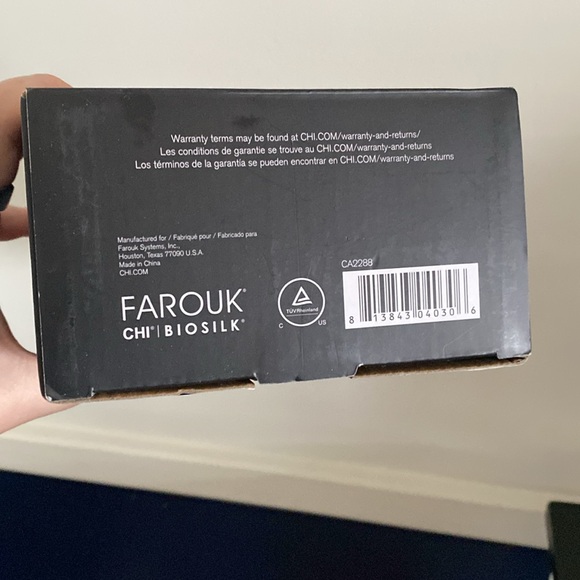 Warranty terms may be found at CHI.COM/warranty-and-returns/
Les conditions de garantie se trouve au CHI.COM/warranty-and-returns
Los términos de la garantía se pueden encontrar en CHI.COM/warranty-and-returns
Manufactured for / Fabriqué pour / Fabricado para
Farouk Systems, Inc.,
Houston, Texas 77090 U.S.A.
Made in China
CHI.COM
FAROUK®
CHI® | BIOSILK®
TÜVRheinland
C US
CA2288
8 13843 04030 6